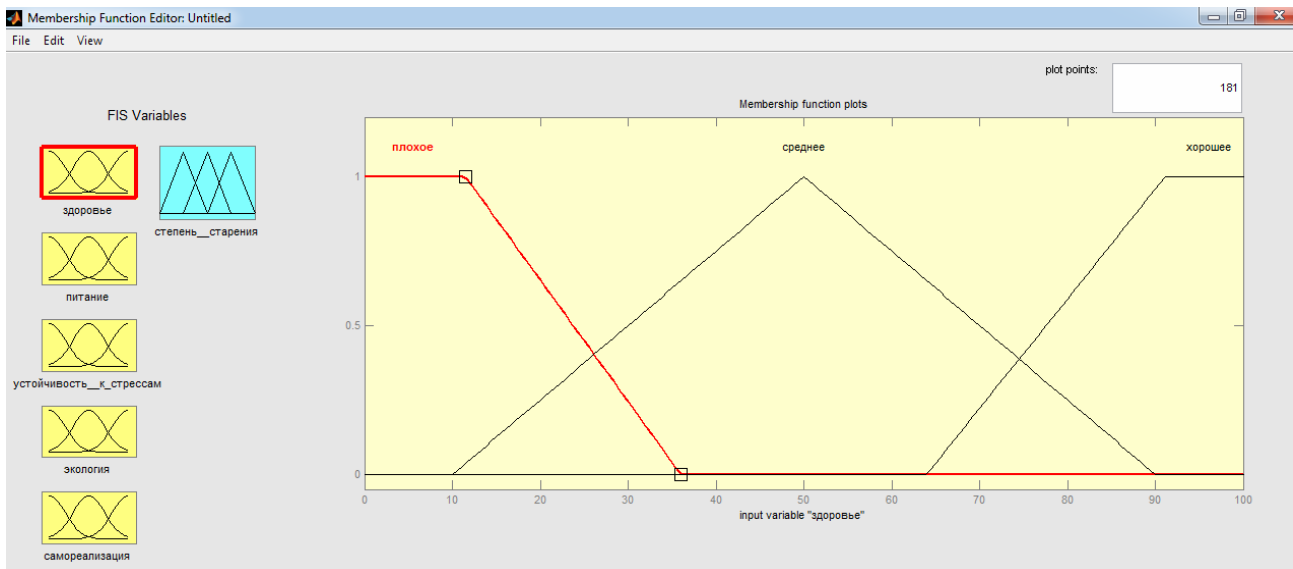 Membership Function Editor: Untitled
File Edit View
plot points:
181
FIS Variables
Membership function plots
плохое
среднее
хорошее
здоровье
степень__старения
питание
устойчивость__к_стрессам
экология
самореализация
1
0.5
0
0 10 20 30 40 50 60 70 80 90 100
input variable "здоровье"